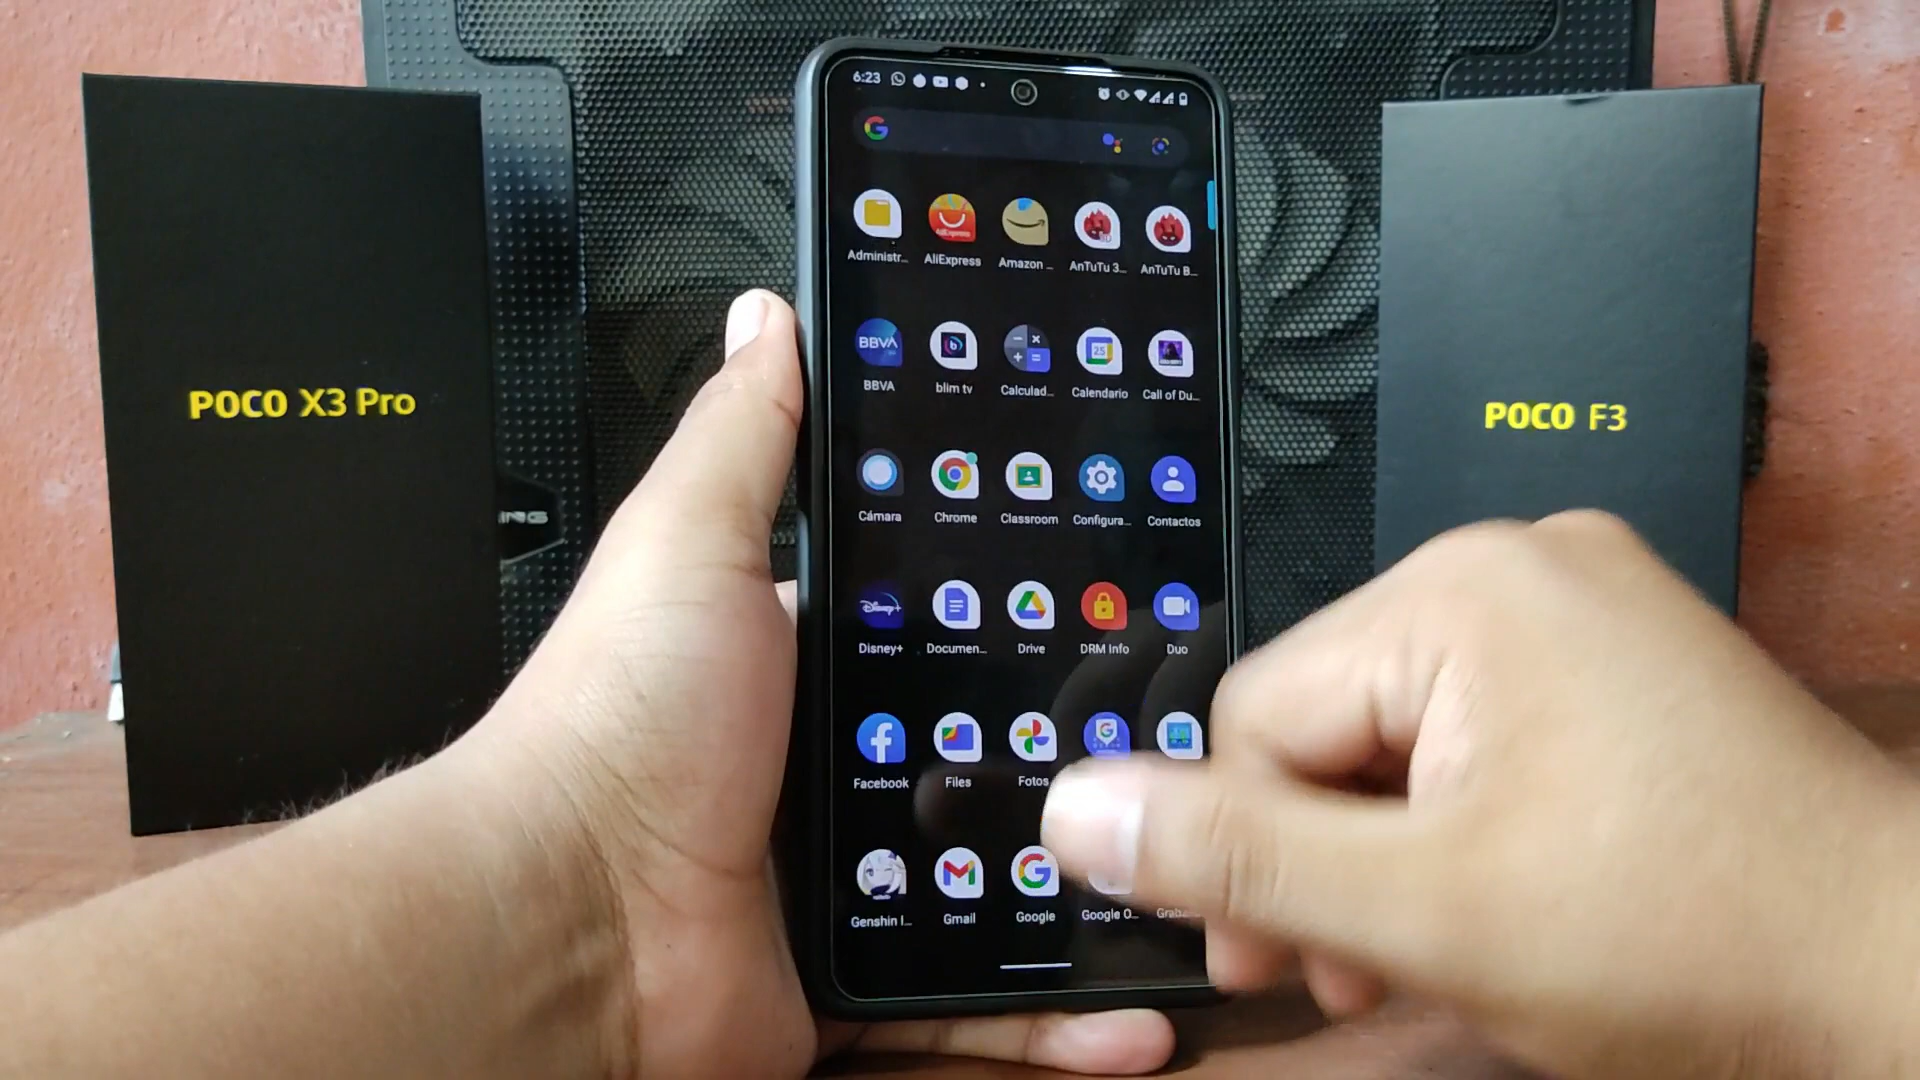 POCO X3 Pro
6:23
Administr...
AliExpress
Amazon ...
AnTuTu 3...
AnTuTu B...
BBVA
BBVA
blim tv
Calculad...
25
Calendario
Call of Du...
Cámara
Chrome
Classroom
Configura...
Contactos
Disney+
Disney+
Documen...
Drive
DRM Info
Duo
Facebook
Files
Fotos
Genshin I...
Gmail
Google
Google O...
POCO F3